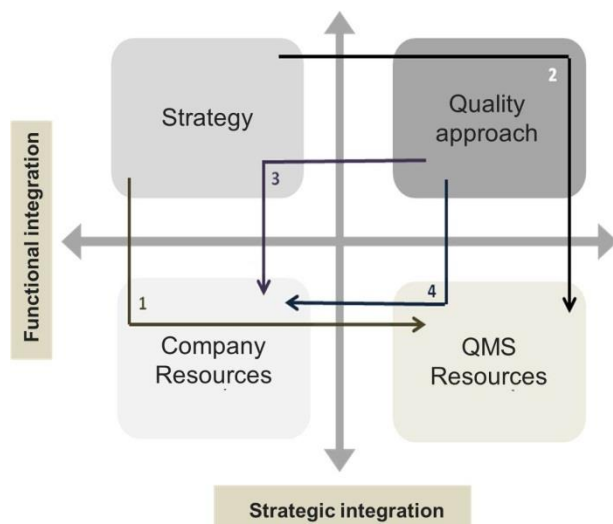 Strategy
Quality
approach
2
3
Functional integration
1
4
Company
Resources
QMS
Resources
Strategic integration